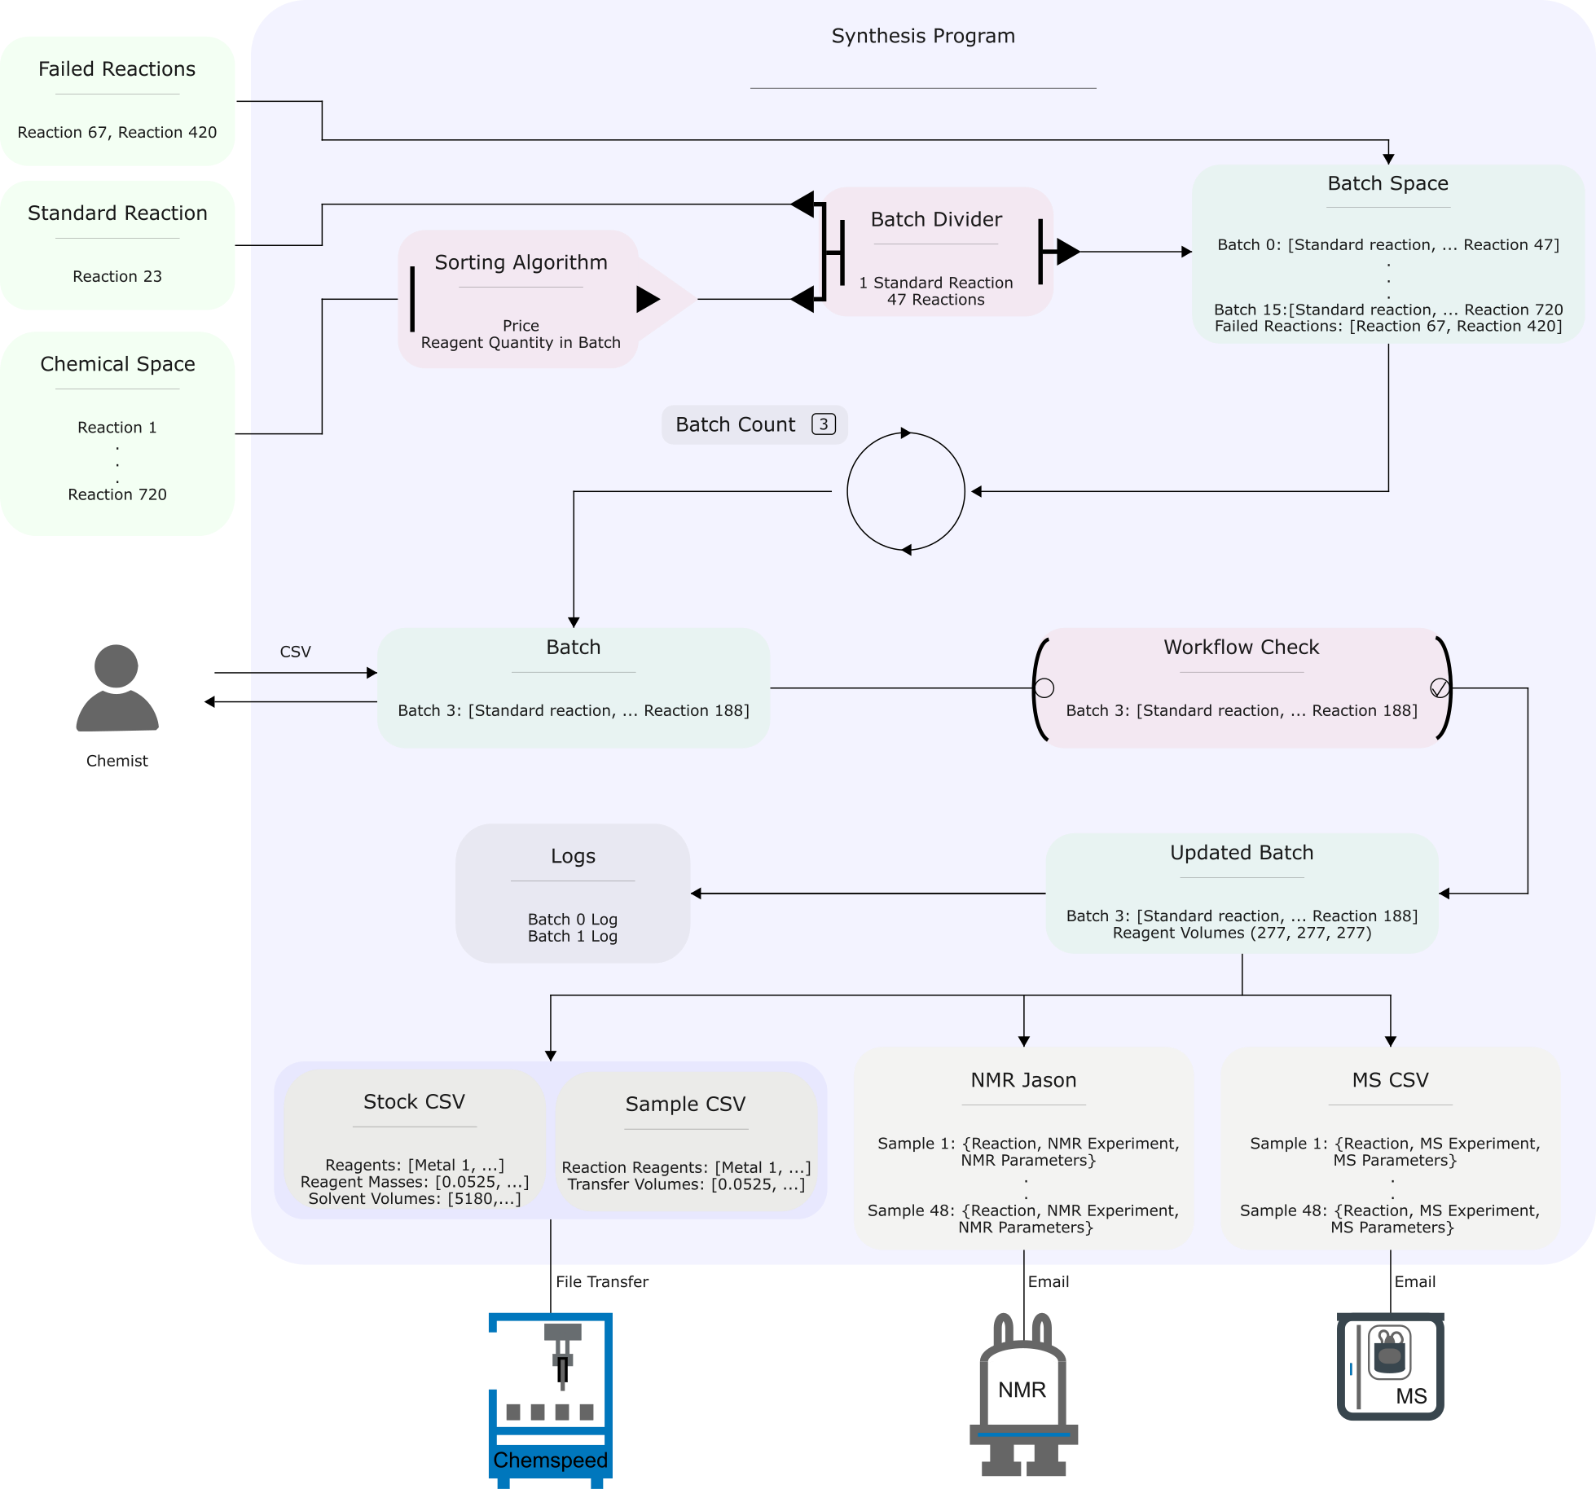 Synthesis Program
Failed Reactions
Reaction 67, Reaction 420
Standard Reaction
Reaction 23
Chemical Space
Reaction 1
.
.
.
Reaction 720
Sorting Algorithm
Price
Reagent Quantity in Batch
Batch Divider
1 Standard Reaction
47 Reactions
Batch Space
Batch 0: [Standard reaction, ... Reaction 47]
.
.
.
Batch 15:[Standard reaction, ... Reaction 720
Failed Reactions: [Reaction 67, Reaction 420]
Batch Count 3
CSV
Chemist
Batch
Batch 3: [Standard reaction, ... Reaction 188]
Workflow Check
Batch 3: [Standard reaction, ... Reaction 188]
Logs
Batch 0 Log
Batch 1 Log
Updated Batch
Batch 3: [Standard reaction, ... Reaction 188]
Reagent Volumes (277, 277, 277)
Stock CSV
Reagents: [Metal 1, ...]
Reagent Masses: [0.0525, ...]
Solvent Volumes: [5180,...]
Sample CSV
Reaction Reagents: [Metal 1, ...]
Transfer Volumes: [0.0525, ...]
NMR Jason
Sample 1: {Reaction, NMR Experiment,
NMR Parameters}
.
.
Sample 48: {Reaction, NMR Experiment,
NMR Parameters}
MS CSV
Sample 1: {Reaction, MS Experiment,
MS Parameters}
.
.
Sample 48: {Reaction, MS Experiment,
MS Parameters}
File Transfer
Email
Email
Chemspeed
NMR
MS